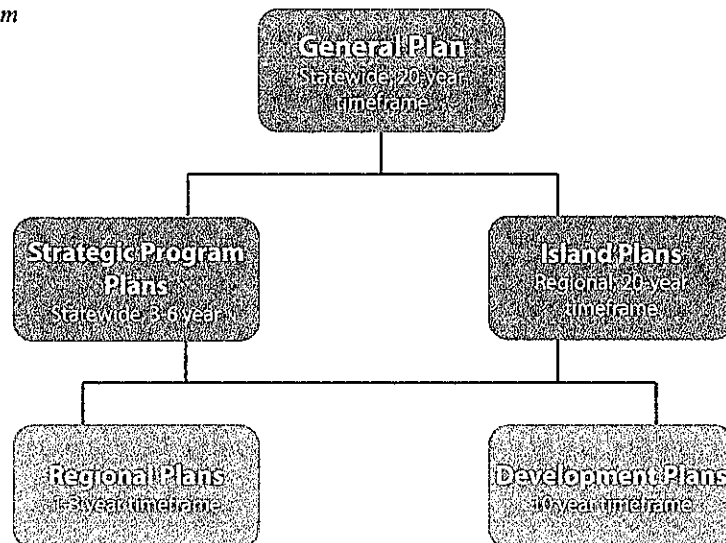 m
General Plan
Statewide, 20-year
timeframe
Strategic Program
Plans
Statewide, 3-6 year
Island Plans
Regional, 20-year
timeframe
Regional Plans
1-3 year timeframe
Development Plans
10-year timeframe